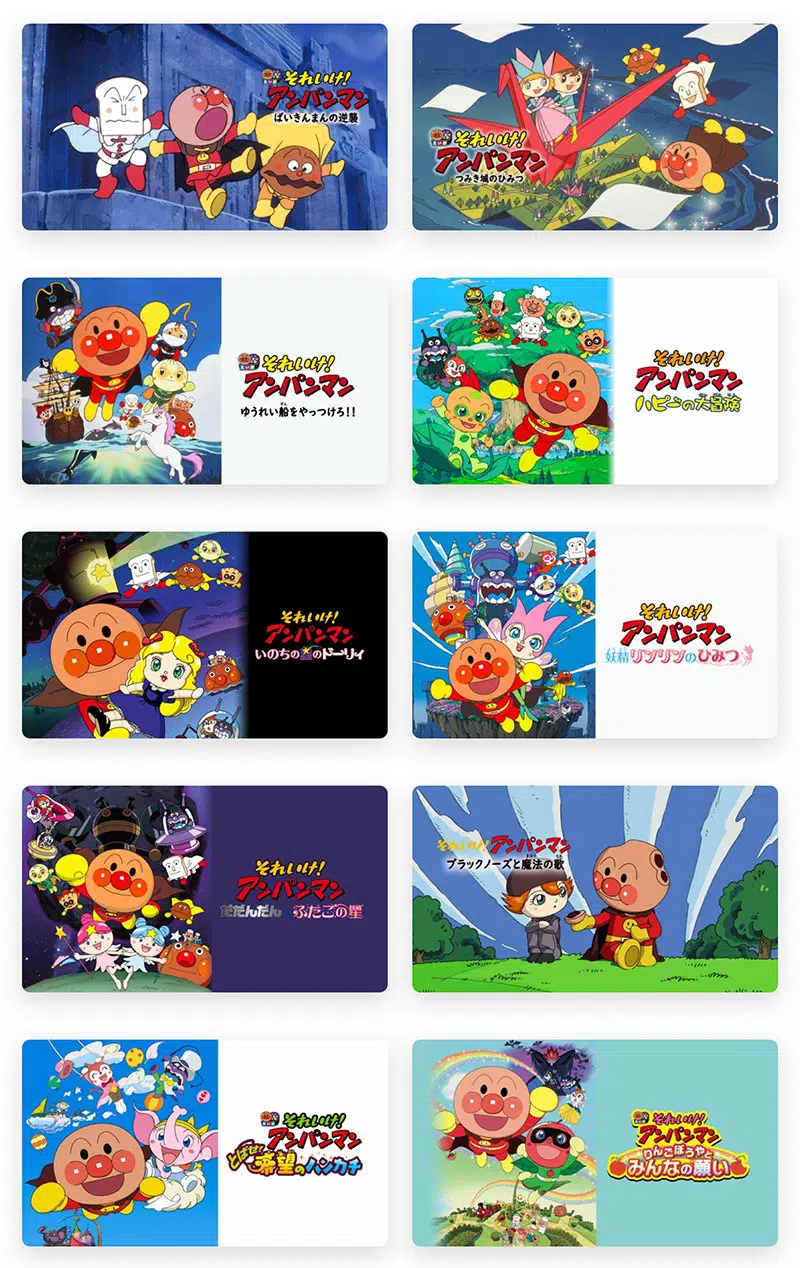 それいけ!
アンパンマン
ばいきんまんの逆襲
それいけ!
アンパンマン
つみき城のひみつ
それいけ!
アンパンマン
ゆうれい船をやっつけろ!!
それいけ!
アンパンマン
ハピーの大冒険
それいけ!
アンパンマン
いのちの星のドーリィ
それいけ!
アンパンマン
妖精リンリンのひみつ
それいけ!
アンパンマン
だだんだん ふたごの星
それいけ!アンパンマン
ブラックノーズと魔法の歌
それいけ!
アンパンマン
とばせ!
希望のハンカチ
それいけ!
アンパンマン
りんごぼうやと
みんなの願い